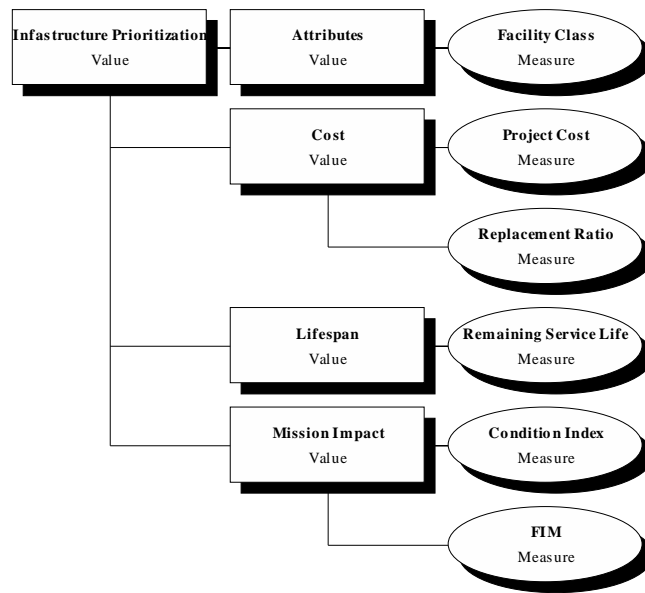 Infastructure Prioritization
Value
Attributes
Value
Facility Class
Measure
Cost
Value
Project Cost
Measure
Replacement Ratio
Measure
Lifespan
Value
Remaining Service Life
Measure
Mission Impact
Value
Condition Index
Measure
FIM
Measure